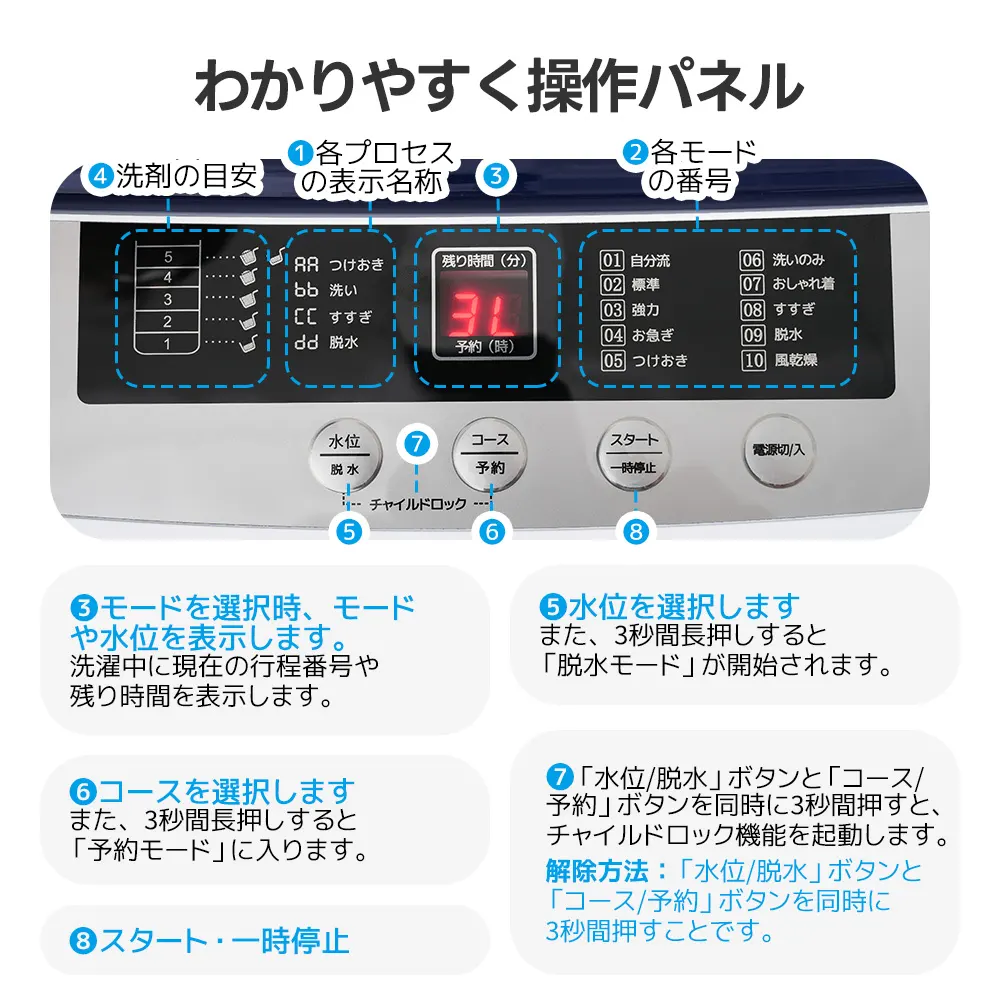 わかりやすく操作パネル
❹洗剤の目安
❶各プロセス
の表示名称
❸
❷各モード
の番号
5
4
3
2
1
AA つけおき
bb 洗い
CC すすぎ
dd 脱水
残り時間（分）
3L
予約（時）
01 自分流
02 標準
03 強力
04 お急ぎ
05 つけおき
06 洗いのみ
07 おしゃれ着
08 すすぎ
09 脱水
10 風乾燥
水位
脱水
❼
コース
予約
スタート
一時停止
電源切/入
チャイルドロック
❺
❻
❽
❸モードを選択時、モード
や水位を表示します。
洗濯中に現在の行程番号や
残り時間を表示します。
❺水位を選択します
また、3秒間長押しすると
「脱水モード」が開始されます。
❻コースを選択します
また、3秒間長押しすると
「予約モード」に入ります。
❼「水位/脱水」ボタンと「コース/
予約」ボタンを同時に3秒間押すと、
チャイルドロック機能を起動します。
解除方法：「水位/脱水」ボタンと
「コース/予約」ボタンを同時に
3秒間押すことです。
❽スタート・一時停止